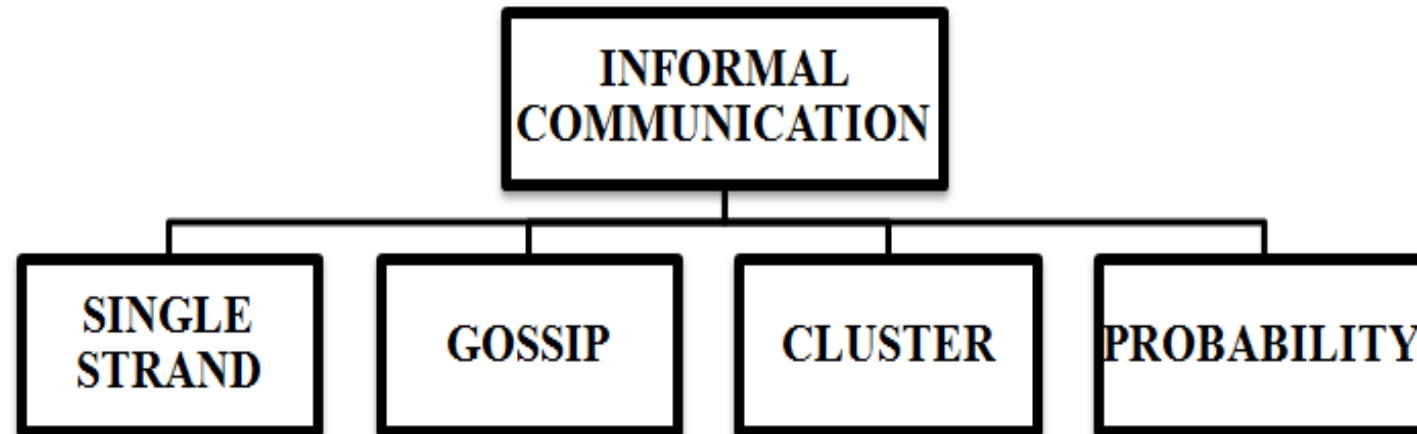 INFORMAL
COMMUNICATION
SINGLE
STRAND
GOSSIP
CLUSTER
PROBABILITY